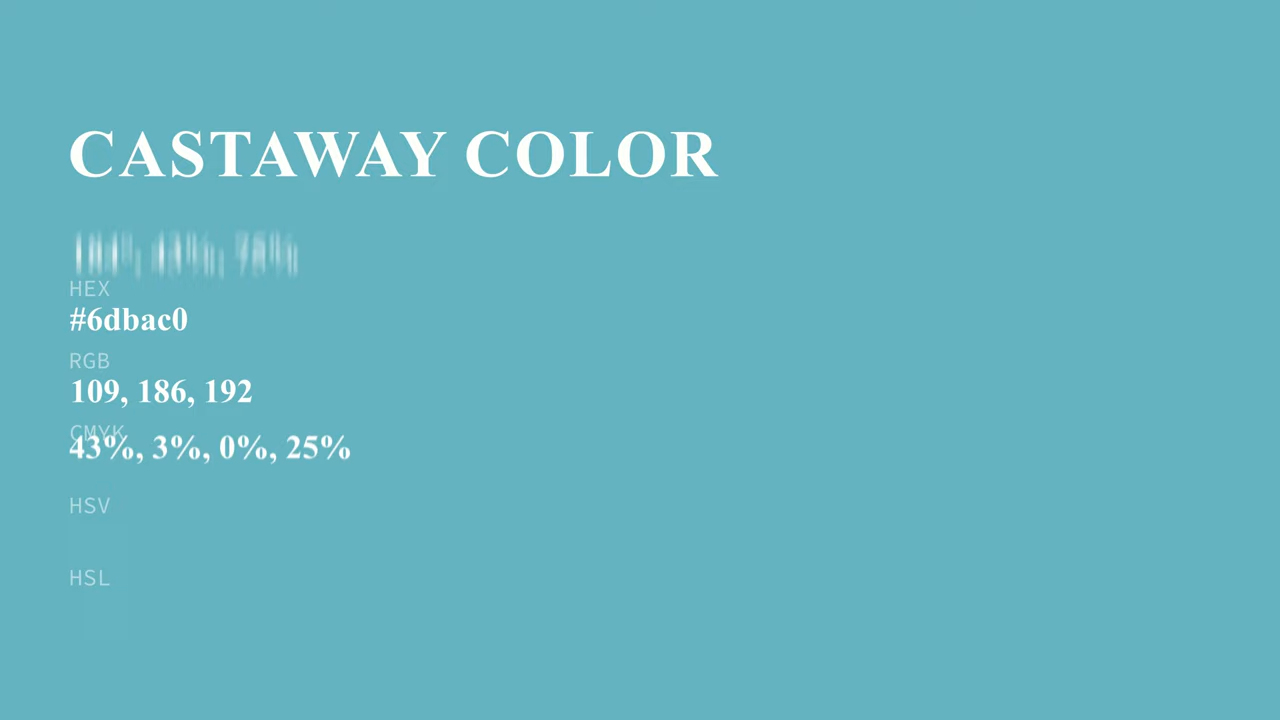 CASTAWAY COLOR
HEX
#6dbac0
RGB
109, 186, 192
CMYK
43%, 3%, 0%, 25%
HSV
HSL